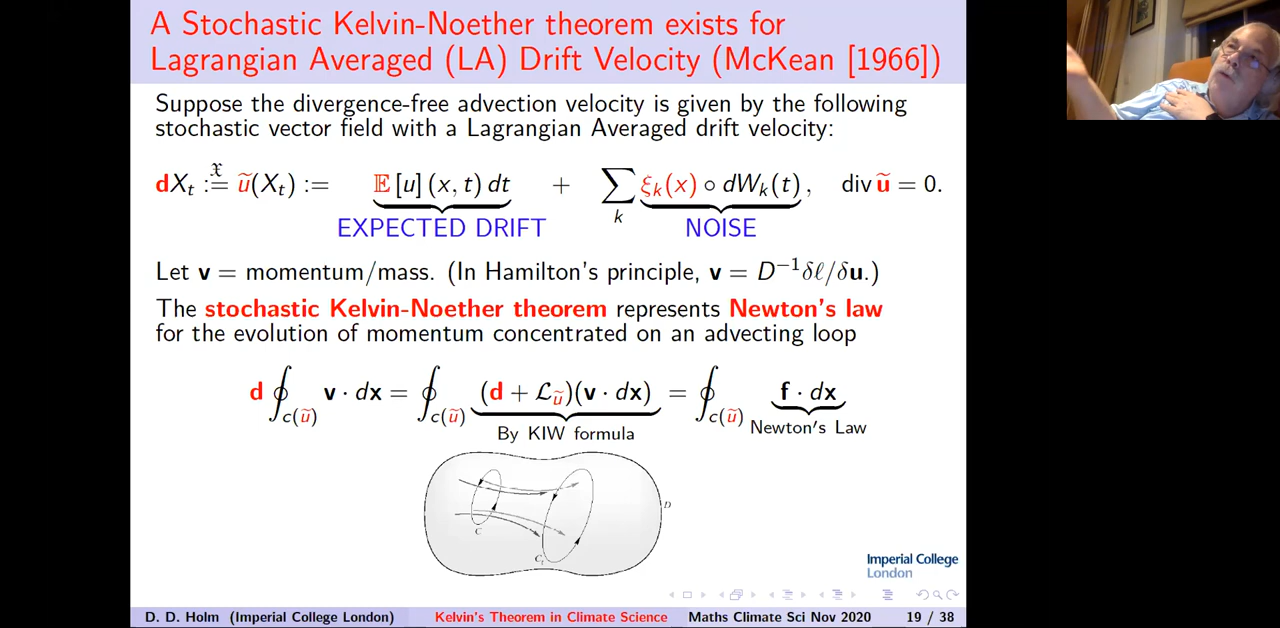 A Stochastic Kelvin-Noether theorem exists for
Lagrangian Averaged (LA) Drift Velocity (McKean [1966])
Suppose the divergence-free advection velocity is given by the following
stochastic vector field with a Lagrangian Averaged drift velocity:
dX_t :=^𝔛 ũ(X_t) := 𝔼[u](x, t) dt + ∑_k ξ_k(x) ∘ dW_k(t), div ũ = 0.
EXPECTED DRIFT NOISE
Let v = momentum/mass. (In Hamilton's principle, v = D⁻¹δℓ/δu.)
The stochastic Kelvin-Noether theorem represents Newton's law
for the evolution of momentum concentrated on an advecting loop
d ∮_{c(ũ)} v · dx = ∮_{c(ũ)} (d + ℒ_ũ)(v · dx) = ∮_{c(ũ)} f · dx
By KIW formula Newton's Law
D
C
C_t
Imperial College
London
D. D. Holm (Imperial College London) Kelvin's Theorem in Climate Science Maths Climate Sci Nov 2020 19 / 38